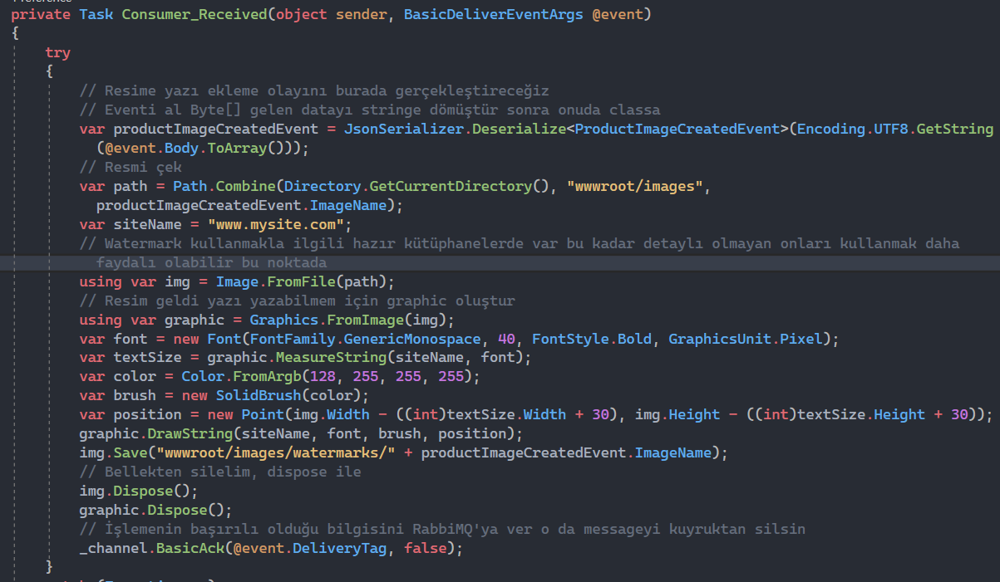 private Task Consumer_Received(object sender, BasicDeliverEventArgs @event)
{
try
{
// Resime yazı ekleme olayını burada gerçekleştireceğiz
// Eventi al Byte[] gelen datayı stringe dömüştür sonra onuda classa
var productImageCreatedEvent = JsonSerializer.Deserialize<ProductImageCreatedEvent>(Encoding.UTF8.GetString
(@event.Body.ToArray()));
// Resmi çek
var path = Path.Combine(Directory.GetCurrentDirectory(), "wwwroot/images",
productImageCreatedEvent.ImageName);
var siteName = "www.mysite.com";
// Watermark kullanmakla ilgili hazır kütüphanelerde var bu kadar detaylı olmayan onları kullanmak daha
faydalı olabilir bu noktada
using var img = Image.FromFile(path);
// Resim geldi yazı yazabilmem için graphic oluştur
using var graphic = Graphics.FromImage(img);
var font = new Font(FontFamily.GenericMonospace, 40, FontStyle.Bold, GraphicsUnit.Pixel);
var textSize = graphic.MeasureString(siteName, font);
var color = Color.FromArgb(128, 255, 255, 255);
var brush = new SolidBrush(color);
var position = new Point(img.Width - ((int)textSize.Width + 30), img.Height - ((int)textSize.Height + 30));
graphic.DrawString(siteName, font, brush, position);
img.Save("wwwroot/images/watermarks/" + productImageCreatedEvent.ImageName);
// Bellekten silelim, dispose ile
img.Dispose();
graphic.Dispose();
// İşlemenin başırılı olduğu bilgisini RabbiMQ'ya ver o da messageyi kuyruktan silsin
_channel.BasicAck(@event.DeliveryTag, false);
}